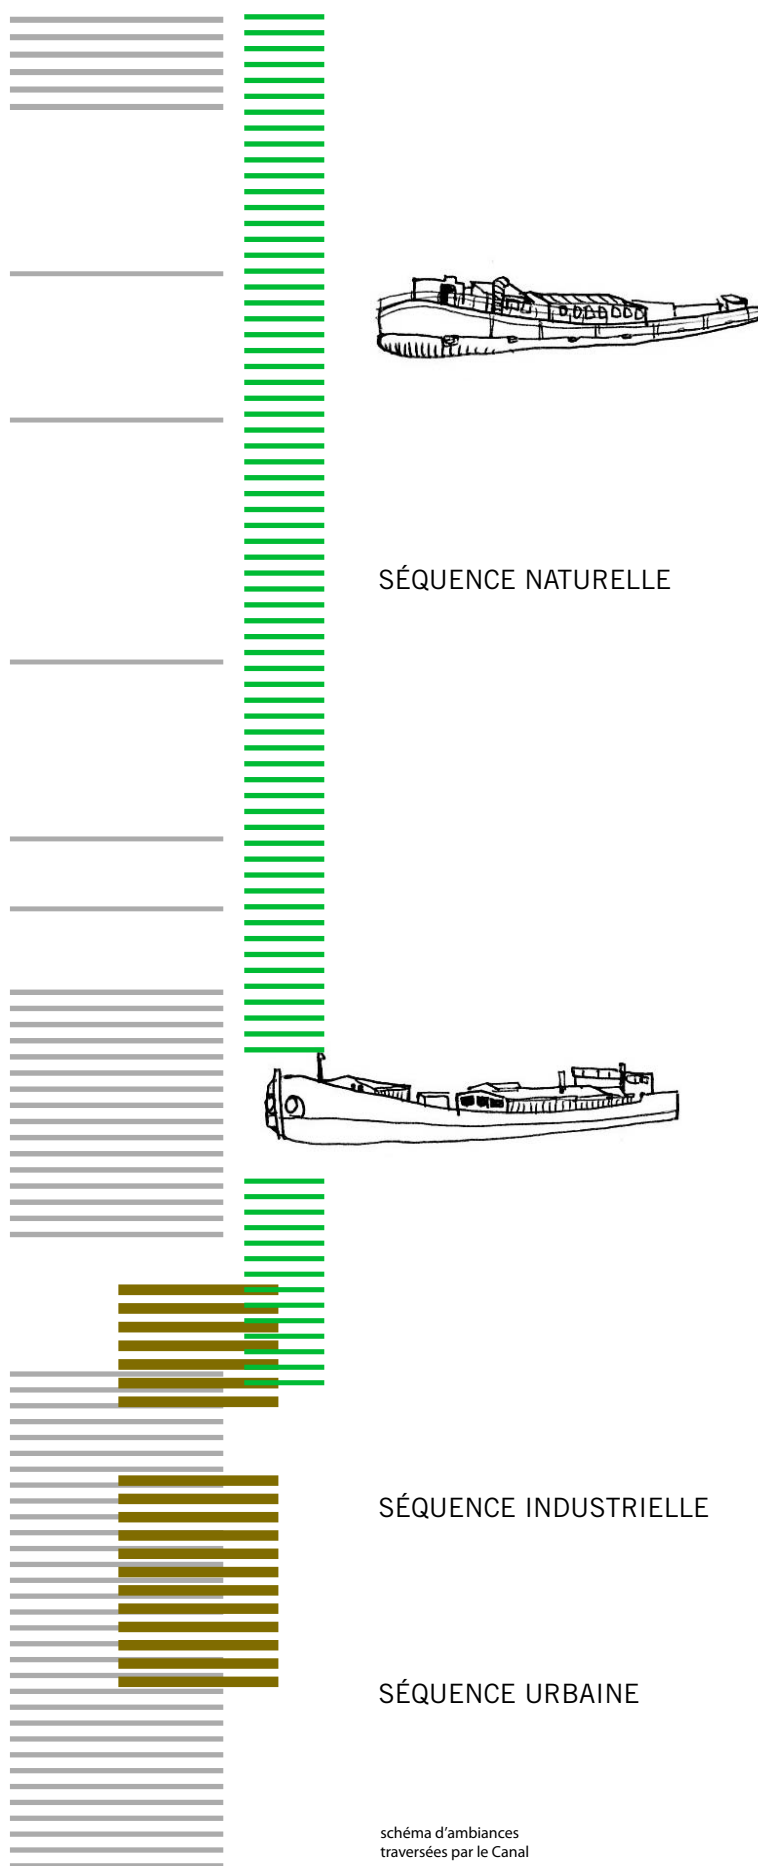 SÉQUENCE NATURELLE
SÉQUENCE INDUSTRIELLE
SÉQUENCE URBAINE
schéma d'ambiances
traversées par le Canal